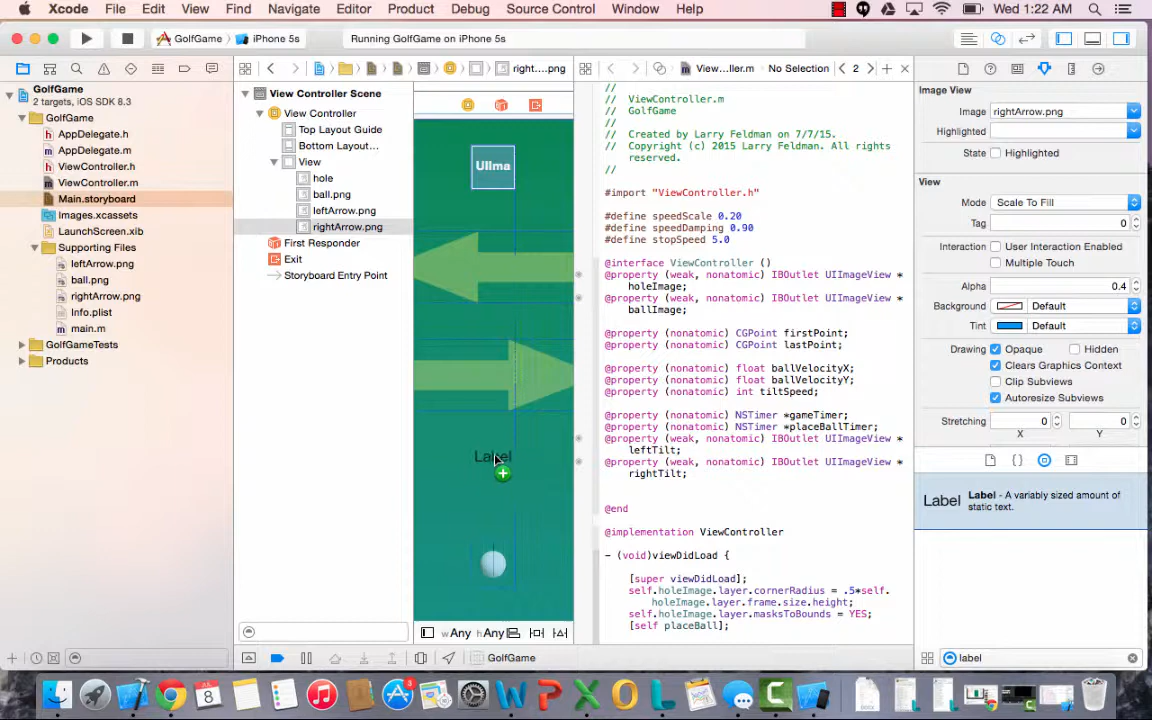 Xcode File Edit View Find Navigate Editor Product Debug Source Control Window Help Wed 1:22 AM
GolfGame iPhone 5s Running GolfGame on iPhone 5s
right....png View...ler.m No Selection 2
GolfGame
2 targets, iOS SDK 8.3
GolfGame
AppDelegate.h
AppDelegate.m
ViewController.h
ViewController.m
Main.storyboard
Images.xcassets
LaunchScreen.xib
Supporting Files
leftArrow.png
ball.png
rightArrow.png
Info.plist
main.m
GolfGameTests
Products
View Controller Scene
View Controller
Top Layout Guide
Bottom Layout...
View
hole
ball.png
leftArrow.png
rightArrow.png
First Responder
Exit
Storyboard Entry Point
UIIma
Label
wAny hAny
//
// ViewController.m
// GolfGame
//
// Created by Larry Feldman on 7/7/15.
// Copyright (c) 2015 Larry Feldman. All rights
reserved.
//
#import "ViewController.h"
#define speedScale 0.20
#define speedDamping 0.90
#define stopSpeed 5.0
@interface ViewController ()
@property (weak, nonatomic) IBOutlet UIImageView *
holeImage;
@property (weak, nonatomic) IBOutlet UIImageView *
ballImage;
@property (nonatomic) CGPoint firstPoint;
@property (nonatomic) CGPoint lastPoint;
@property (nonatomic) float ballVelocityX;
@property (nonatomic) float ballVelocityY;
@property (nonatomic) int tiltSpeed;
@property (nonatomic) NSTimer *gameTimer;
@property (nonatomic) NSTimer *placeBallTimer;
@property (weak, nonatomic) IBOutlet UIImageView *
leftTilt;
@property (weak, nonatomic) IBOutlet UIImageView *
rightTilt;
@end
@implementation ViewController
- (void)viewDidLoad {
[super viewDidLoad];
self.holeImage.layer.cornerRadius = .5*self.
holeImage.layer.frame.size.height;
self.holeImage.layer.masksToBounds = YES;
[self placeBall];
Image View
Image rightArrow.png
Highlighted
State Highlighted
View
Mode Scale To Fill
Tag 0
Interaction User Interaction Enabled
Multiple Touch
Alpha 0.4
Background Default
Tint Default
Drawing Opaque Hidden
Clears Graphics Context
Clip Subviews
Autoresize Subviews
Stretching 0 0
X Y
Label Label - A variably sized amount of
static text.
GolfGame
label
8
3